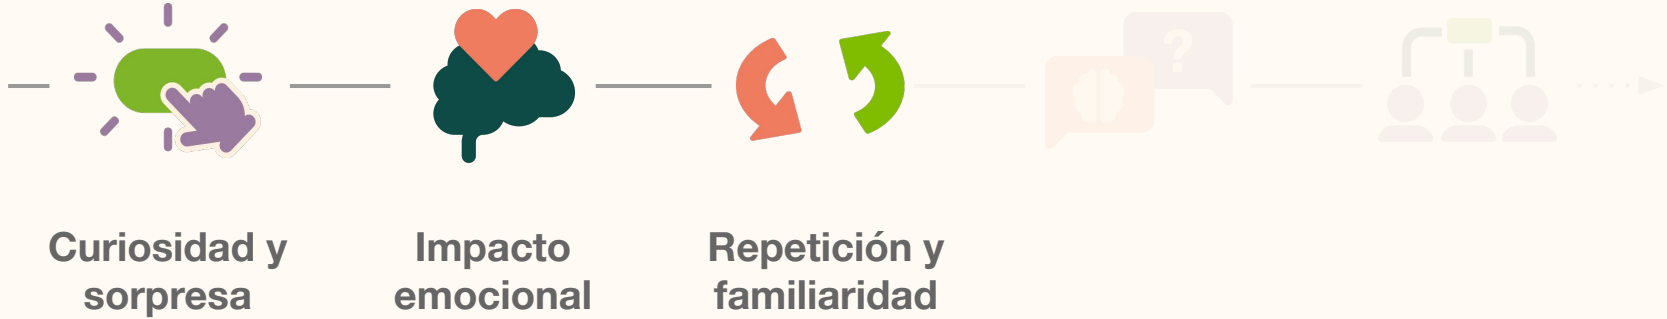 ?
Curiosidad y
sorpresa
Impacto
emocional
Repetición y
familiaridad